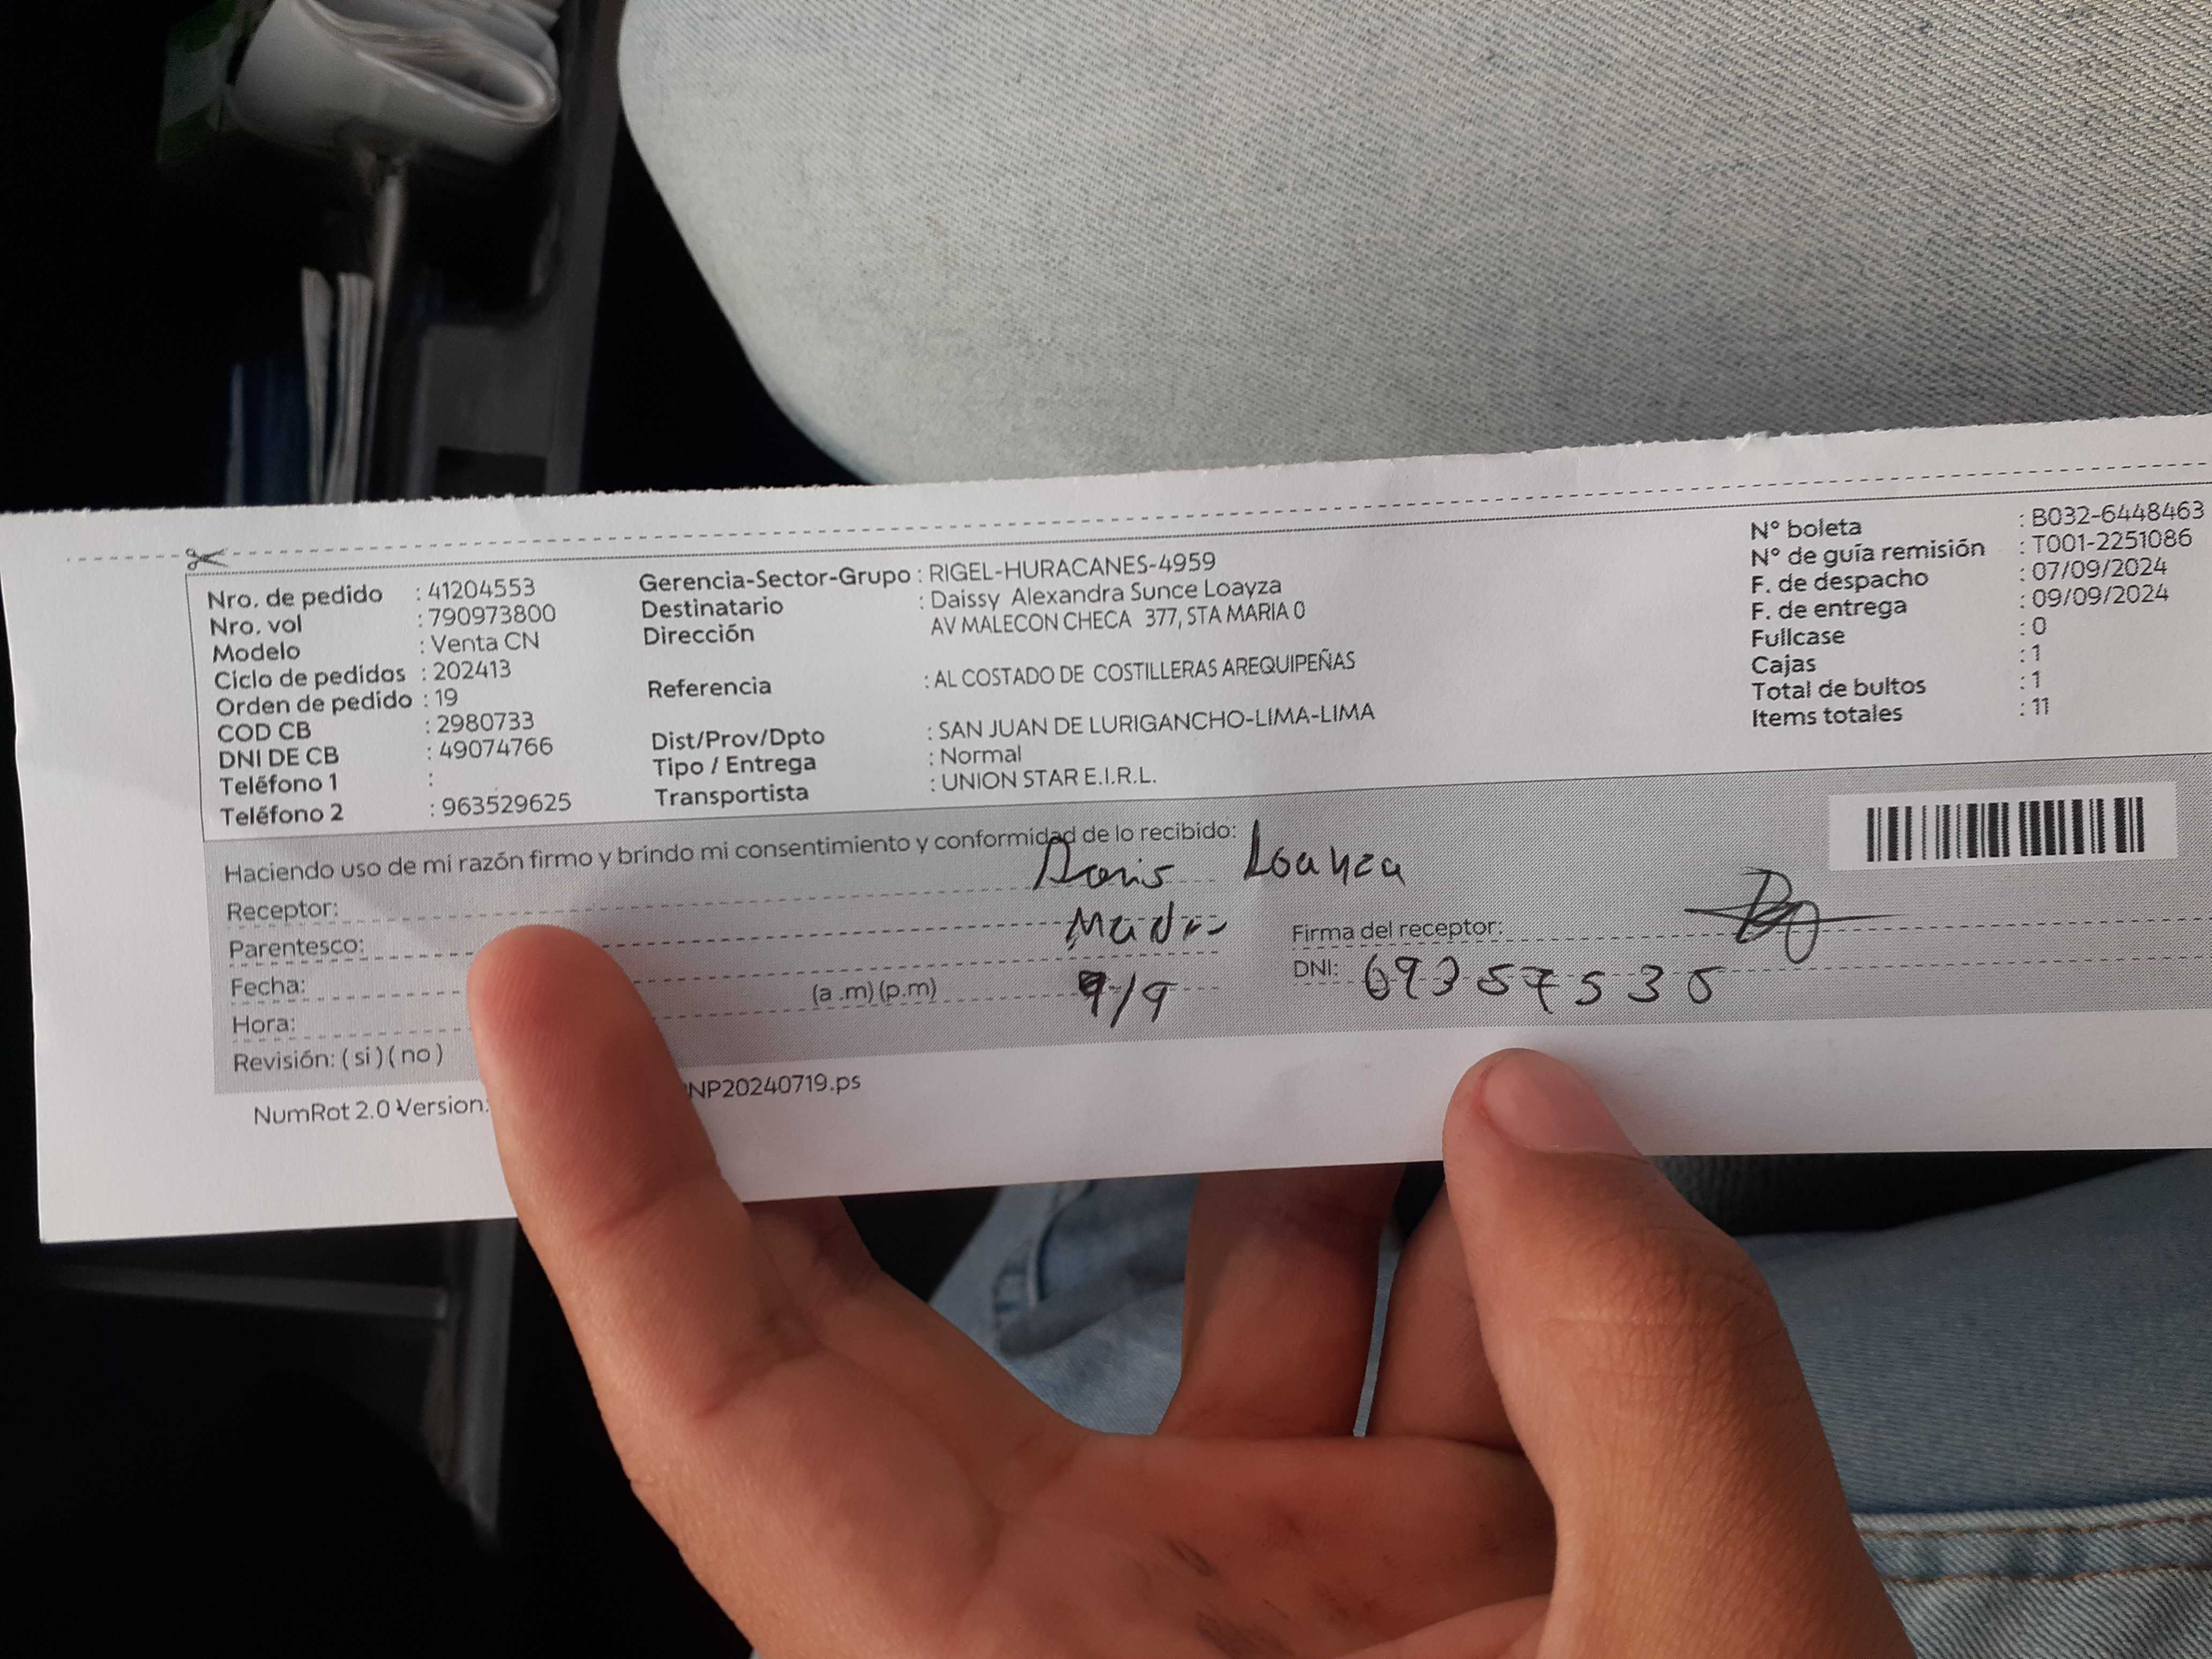 Nro. de pedido : 41204553
Nro. vol : 790973800
Modelo : Venta CN
Ciclo de pedidos : 202413
Orden de pedido : 19
COD CB : 2980733
DNI DE CB : 49074766
Teléfono 1 :
Teléfono 2 : 963529625
Gerencia-Sector-Grupo : RIGEL-HURACANES-4959
Destinatario : Daissy Alexandra Sunce Loayza
Dirección AV MALECON CHECA 377, STA MARIA 0
Referencia : AL COSTADO DE COSTILLERAS AREQUIPEÑAS
Dist/Prov/Dpto : SAN JUAN DE LURIGANCHO-LIMA-LIMA
Tipo / Entrega : Normal
Transportista : UNION STAR E.I.R.L.
N° boleta : B032-6448463
N° de guía remisión : T001-2251086
F. de despacho : 07/09/2024
F. de entrega : 09/09/2024
Fullcase : 0
Cajas : 1
Total de bultos : 1
Items totales : 11
Haciendo uso de mi razón firmo y brindo mi consentimiento y conformidad de lo recibido:
Receptor: Doris Loayza
Parentesco: Madre
Firma del receptor:
Fecha: 9/9
DNI: 69357535
Hora: (a .m) (p.m)
Revisión: ( si ) ( no )
NumRot 2.0 Version: NP20240719.ps